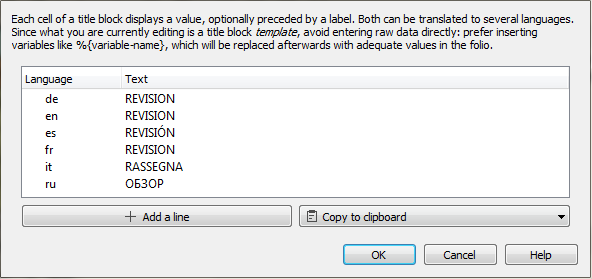 Each cell of a title block displays a value, optionally preceded by a label. Both can be translated to several languages.
Since what you are currently editing is a title block template, avoid entering raw data directly: prefer inserting
variables like %{variable-name}, which will be replaced afterwards with adequate values in the folio.
Language Text
de REVISION
en REVISION
es REVISIÓN
fr REVISION
it RASSEGNA
ru ОБЗОР
Add a line Copy to clipboard
OK Cancel Help